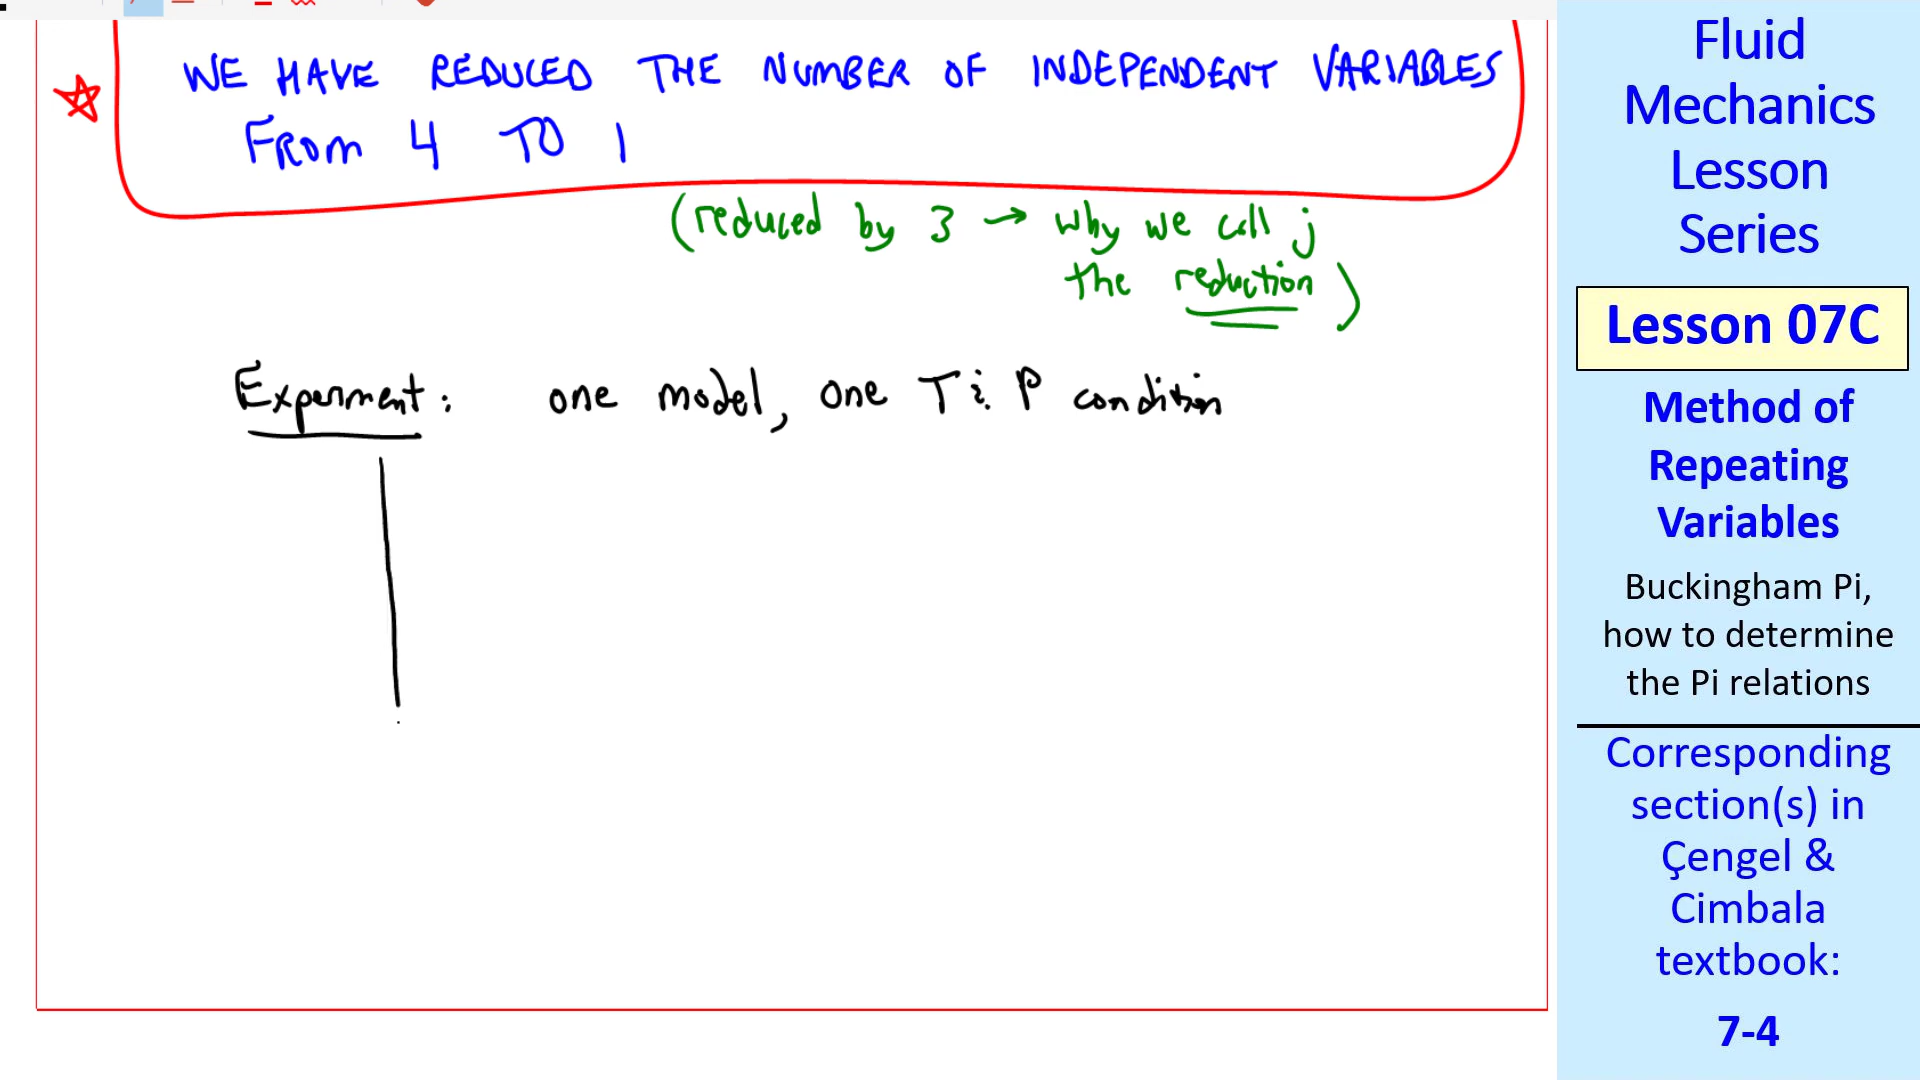 WE HAVE REDUCED THE NUMBER OF INDEPENDENT VARIABLES
FROM 4 TO 1
(reduced by 3 → why we call j
the reduction)
Experiment: one model, one T & P condition
Fluid
Mechanics
Lesson
Series
Lesson 07C
Method of
Repeating
Variables
Buckingham Pi,
how to determine
the Pi relations
Corresponding
section(s) in
Çengel &
Cimbala
textbook:
7-4